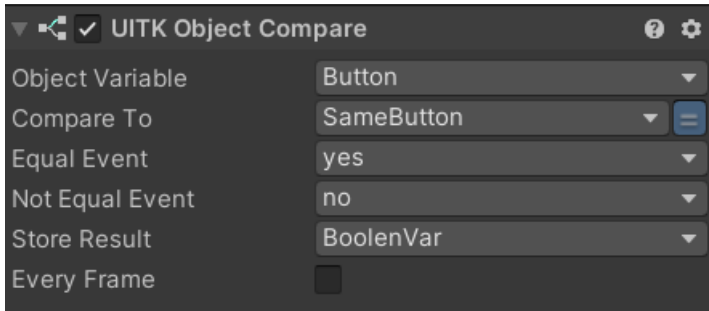 UITK Object Compare
Object Variable Button
Compare To SameButton =
Equal Event yes
Not Equal Event no
Store Result BoolenVar
Every Frame